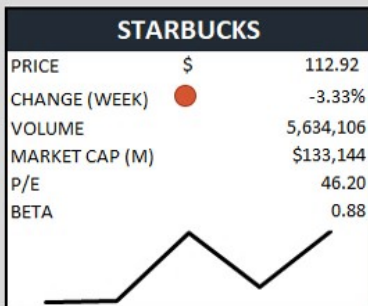 STARBUCKS
PRICE $ 112.92
CHANGE (WEEK) -3.33%
VOLUME 5,634,106
MARKET CAP (M) $133,144
P/E 46.20
BETA 0.88